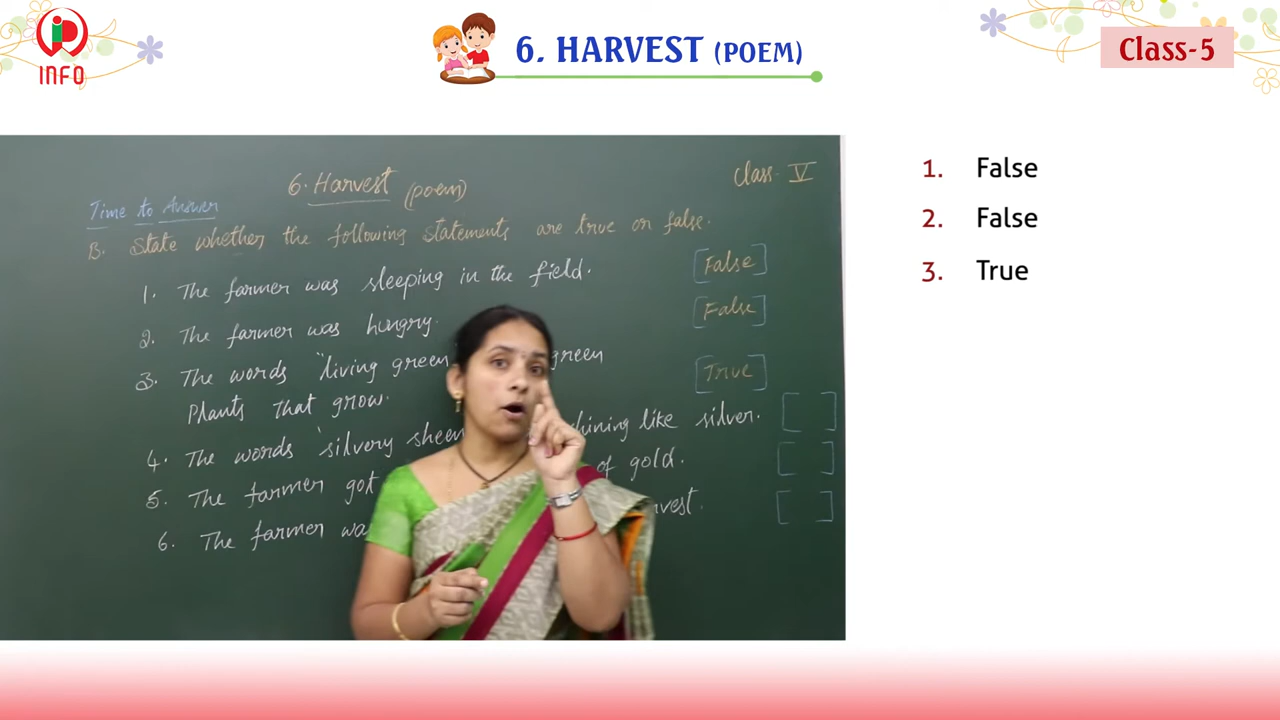 INFO
6. HARVEST (POEM)
Class-5
6. Harvest (poem)
Class- V
Time to Answer
B. State whether the following statements are true or false.
1. The farmer was sleeping in the field. [False]
2. The farmer was hungry. [False]
3. The words "living green green
Plants that grow. [True]
4. The words "silvery sheen shining like silver. [ ]
5. The farmer got of gold. [ ]
6. The farmer was [ ]
1. False
2. False
3. True